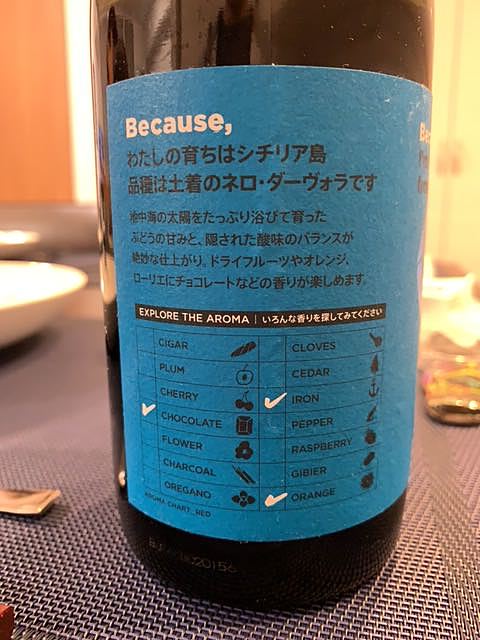 Because,
わたしの育ちはシチリア島
品種は土着のネロ・ダーヴォラです
地中海の太陽をたっぷり浴びて育った
ぶどうの甘みと、隠された酸味のバランスが
絶妙な仕上がり。ドライフルーツやオレンジ、
ローリエにチョコレートなどの香りが楽しめます。
EXPLORE THE AROMA | いろんな香りを探してみてください
CIGAR
PLUM
CHERRY
CHOCOLATE
FLOWER
CHARCOAL
OREGANO
CLOVES
CEDAR
IRON
PEPPER
RASPBERRY
GIBIER
ORANGE
AROMA CHART_RED